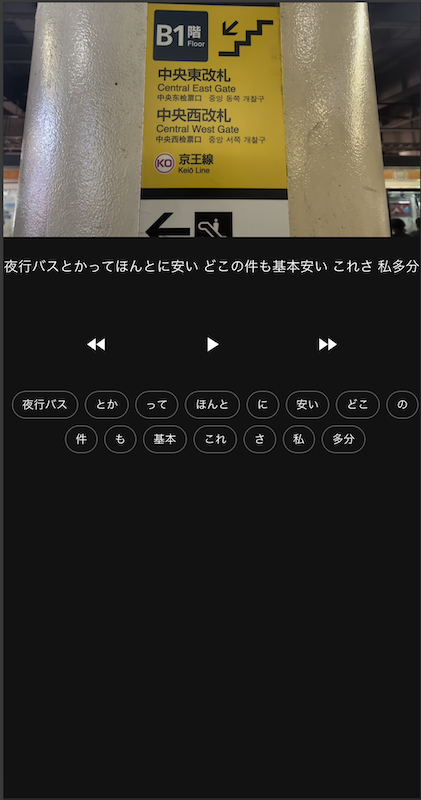 B1階
Floor
中央東改札
Central East Gate
中央东检票口 중앙 동쪽 개찰구
中央西改札
Central West Gate
中央西检票口 중앙 서쪽 개찰구
KO 京王線
Keiō Line
夜行バスとかってほんとに安い どこの件も基本安い これさ 私多分
夜行バス とか って ほんと に 安い どこ の
件 も 基本 これ さ 私 多分